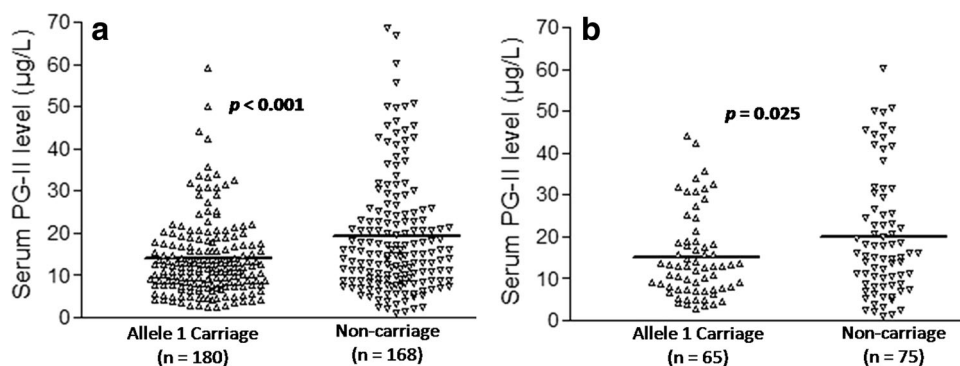 a
Serum PG-II level (µg/L)
70
60
50
40
30
20
10
0
p < 0.001
Allele 1 Carriage
(n = 180)
Non-carriage
(n = 168)
b
Serum PG-II level (µg/L)
70
60
50
40
30
20
10
0
p = 0.025
Allele 1 Carriage
(n = 65)
Non-carriage
(n = 75)